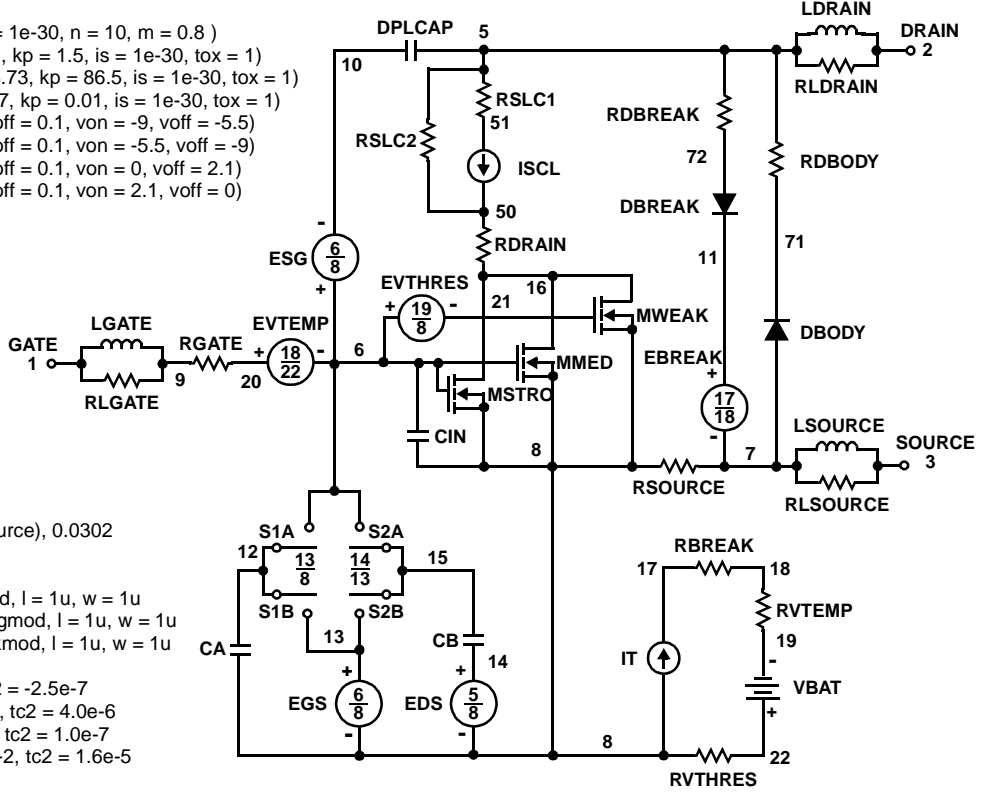 = 1e-30, n = 10, m = 0.8 )
, kp = 1.5, is = 1e-30, tox = 1)
.73, kp = 86.5, is = 1e-30, tox = 1)
7, kp = 0.01, is = 1e-30, tox = 1)
off = 0.1, von = -9, voff = -5.5)
off = 0.1, von = -5.5, voff = -9)
off = 0.1, von = 0, voff = 2.1)
off = 0.1, von = 2.1, voff = 0)
DPLCAP
5
10
LDRAIN
DRAIN
2
RLDRAIN
RSLC1
51
RSLC2
ISCL
50
RDRAIN
RDBREAK
72
RDBODY
DBREAK
11
71
ESG
-
6
8
+
EVTHRES
+
19
8
-
21
16
MWEAK
DBODY
EBREAK
+
17
18
-
GATE
1
LGATE
RLGATE
9
RGATE
20
EVTEMP
+
18
22
-
6
MMED
MSTRO
CIN
8
RSOURCE
7
LSOURCE
SOURCE
3
RLSOURCE
urce), 0.0302
d, l = 1u, w = 1u
gmod, l = 1u, w = 1u
kmod, l = 1u, w = 1u
2 = -2.5e-7
, tc2 = 4.0e-6
tc2 = 1.0e-7
-2, tc2 = 1.6e-5
S1A
S2A
12
13
8
14
13
15
S1B
S2B
13
CA
CB
14
+
EGS
6
8
-
+
EDS
5
8
-
8
17
RBREAK
18
RVTEMP
19
IT
-
VBAT
+
22
RVTHRES